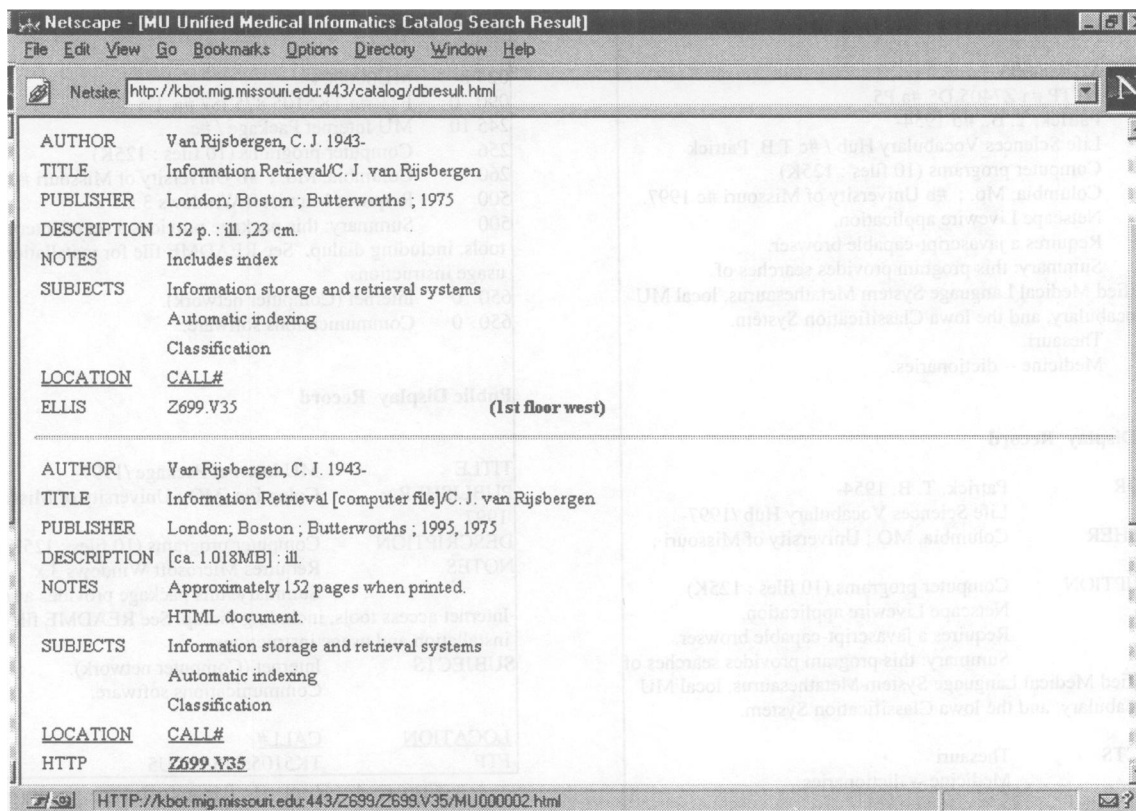 Netscape - [MU Unified Medical Informatics Catalog Search Result]
File Edit View Go Bookmarks Options Directory Window Help
Netsite: http://kbot.mig.missouri.edu:443/catalog/dbresult.html
N
AUTHOR Van Rijsbergen, C. J. 1943-
TITLE Information Retrieval/C. J. van Rijsbergen
PUBLISHER London; Boston ; Butterworths ; 1975
DESCRIPTION 152 p. : ill. ;23 cm.
NOTES Includes index
SUBJECTS Information storage and retrieval systems
Automatic indexing
Classification
LOCATION CALL#
ELLIS Z699.V35 (1st floor west)
AUTHOR Van Rijsbergen, C. J. 1943-
TITLE Information Retrieval [computer file]/C. J. van Rijsbergen
PUBLISHER London; Boston ; Butterworths ; 1995, 1975
DESCRIPTION [ca. 1.018MB] : ill.
NOTES Approximately 152 pages when printed.
HTML document.
SUBJECTS Information storage and retrieval systems
Automatic indexing
Classification
LOCATION CALL#
HTTP Z699.V35
HTTP://kbot.mig.missouri.edu:443/Z699/Z699.V35/MU000002.html